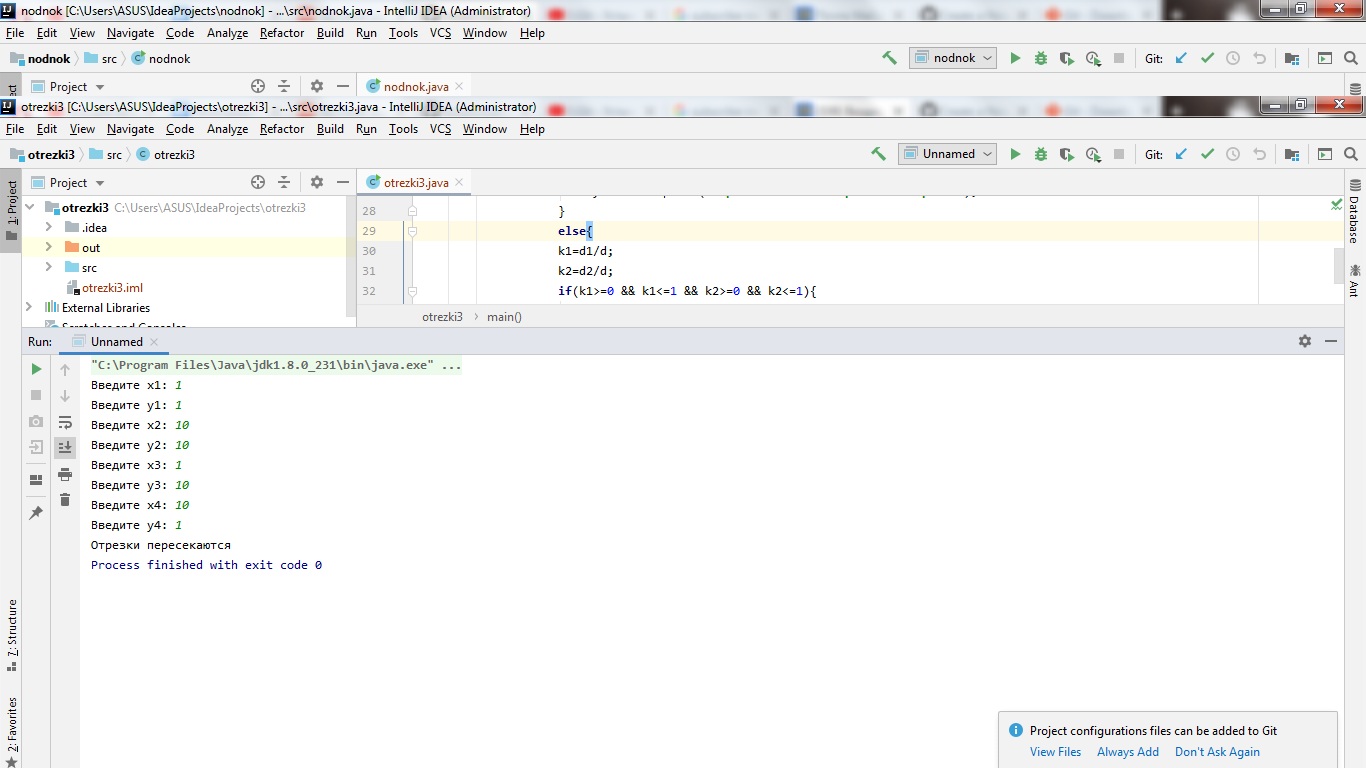 nodnok [C:\Users\ASUS\IdeaProjects\nodnok] - ...\src\nodnok.java - IntelliJ IDEA (Administrator)
File Edit View Navigate Code Analyze Refactor Build Run Tools VCS Window Help
nodnok src nodnok nodnok Git:
Project nodnok.java
otrezki3 [C:\Users\ASUS\IdeaProjects\otrezki3] - ...\src\otrezki3.java - IntelliJ IDEA (Administrator)
File Edit View Navigate Code Analyze Refactor Build Run Tools VCS Window Help
otrezki3 src otrezki3 Unnamed Git:
1: Project
Project
otrezki3 C:\Users\ASUS\IdeaProjects\otrezki3
.idea
out
src
otrezki3.iml
External Libraries
Scratches and Consoles
otrezki3.java
28 }
29 else{
30 k1=d1/d;
31 k2=d2/d;
32 if(k1>=0 && k1<=1 && k2>=0 && k2<=1){
otrezki3 main()
Database
Ant
Run: Unnamed
"C:\Program Files\Java\jdk1.8.0_231\bin\java.exe" ...
Введите x1: 1
Введите y1: 1
Введите x2: 10
Введите y2: 10
Введите x3: 1
Введите y3: 10
Введите x4: 10
Введите y4: 1
Отрезки пересекаются
Process finished with exit code 0
7: Structure
2: Favorites
Project configurations files can be added to Git
View Files Always Add Don't Ask Again